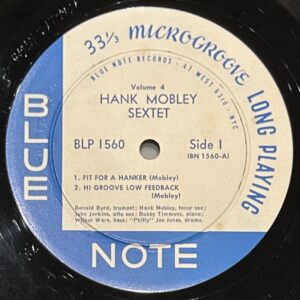 33⅓ MICROGROOVE LONG PLAYING
BLUE NOTE RECORDS · 47 WEST 63rd · NYC
Volume 4
HANK MOBLEY
SEXTET
BLP 1560
Side 1
(BN 1560-A)
1. FIT FOR A HANKER (Mobley)
2. HI GROOVE LOW FEEDBACK
(Mobley)
Donald Byrd, trumpet; Hank Mobley, tenor sax;
John Jenkins, alto sax; Bobby Timmons, piano;
Wilbur Ware, bass; "Philly" Joe Jones, drums.
BLUE
NOTE